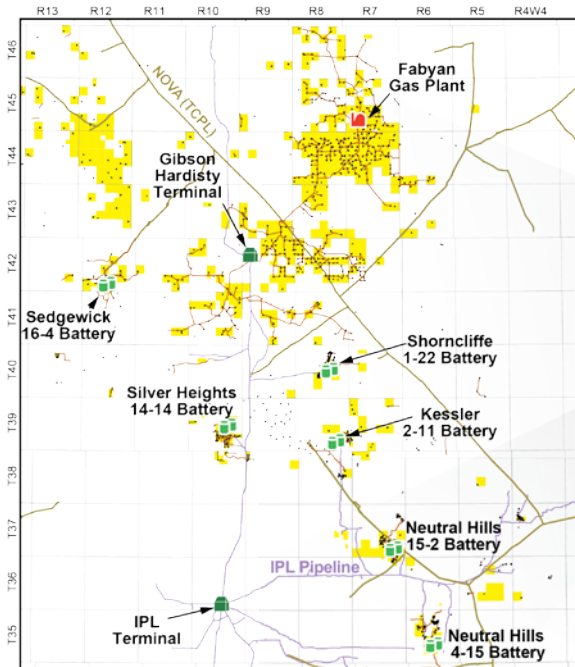 R13 R12 R11 R10 R9 R8 R7 R6 R5 R4W4
T46
T45
T44
T43
T42
T41
T40
T39
T38
T37
T36
T35
NOVA (TCPL)
Fabyan
Gas Plant
Gibson
Hardisty
Terminal
Sedgewick
16-4 Battery
Shorncliffe
1-22 Battery
Silver Heights
14-14 Battery
Kessler
2-11 Battery
Neutral Hills
15-2 Battery
IPL Pipeline
IPL
Terminal
Neutral Hills
4-15 Battery